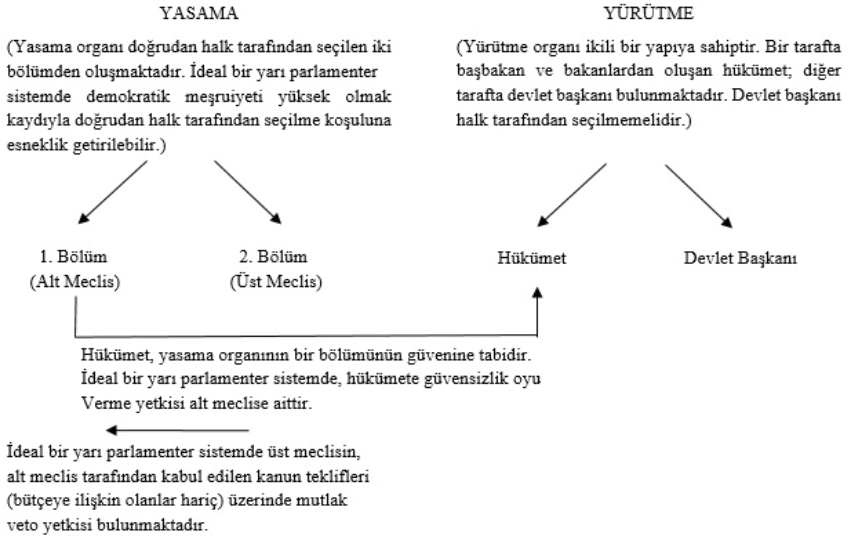 YASAMA
(Yasama organı doğrudan halk tarafından seçilen iki
bölümden oluşmaktadır. İdeal bir yarı parlamenter
sistemde demokratik meşruiyeti yüksek olmak
kaydıyla doğrudan halk tarafından seçilme koşuluna
esneklik getirilebilir.)
YÜRÜTME
(Yürütme organı ikili bir yapıya sahiptir. Bir tarafta
başbakan ve bakanlardan oluşan hükümet; diğer
tarafta devlet başkanı bulunmaktadır. Devlet başkanı
halk tarafından seçilmemelidir.)
1. Bölüm
(Alt Meclis)
2. Bölüm
(Üst Meclis)
Hükümet
Devlet Başkanı
Hükümet, yasama organının bir bölümünün güvenine tabidir.
İdeal bir yarı parlamenter sistemde, hükümete güvensizlik oyu
Verme yetkisi alt meclise aittir.
İdeal bir yarı parlamenter sistemde üst meclisin,
alt meclis tarafından kabul edilen kanun teklifleri
(bütçeye ilişkin olanlar hariç) üzerinde mutlak
veto yetkisi bulunmaktadır.